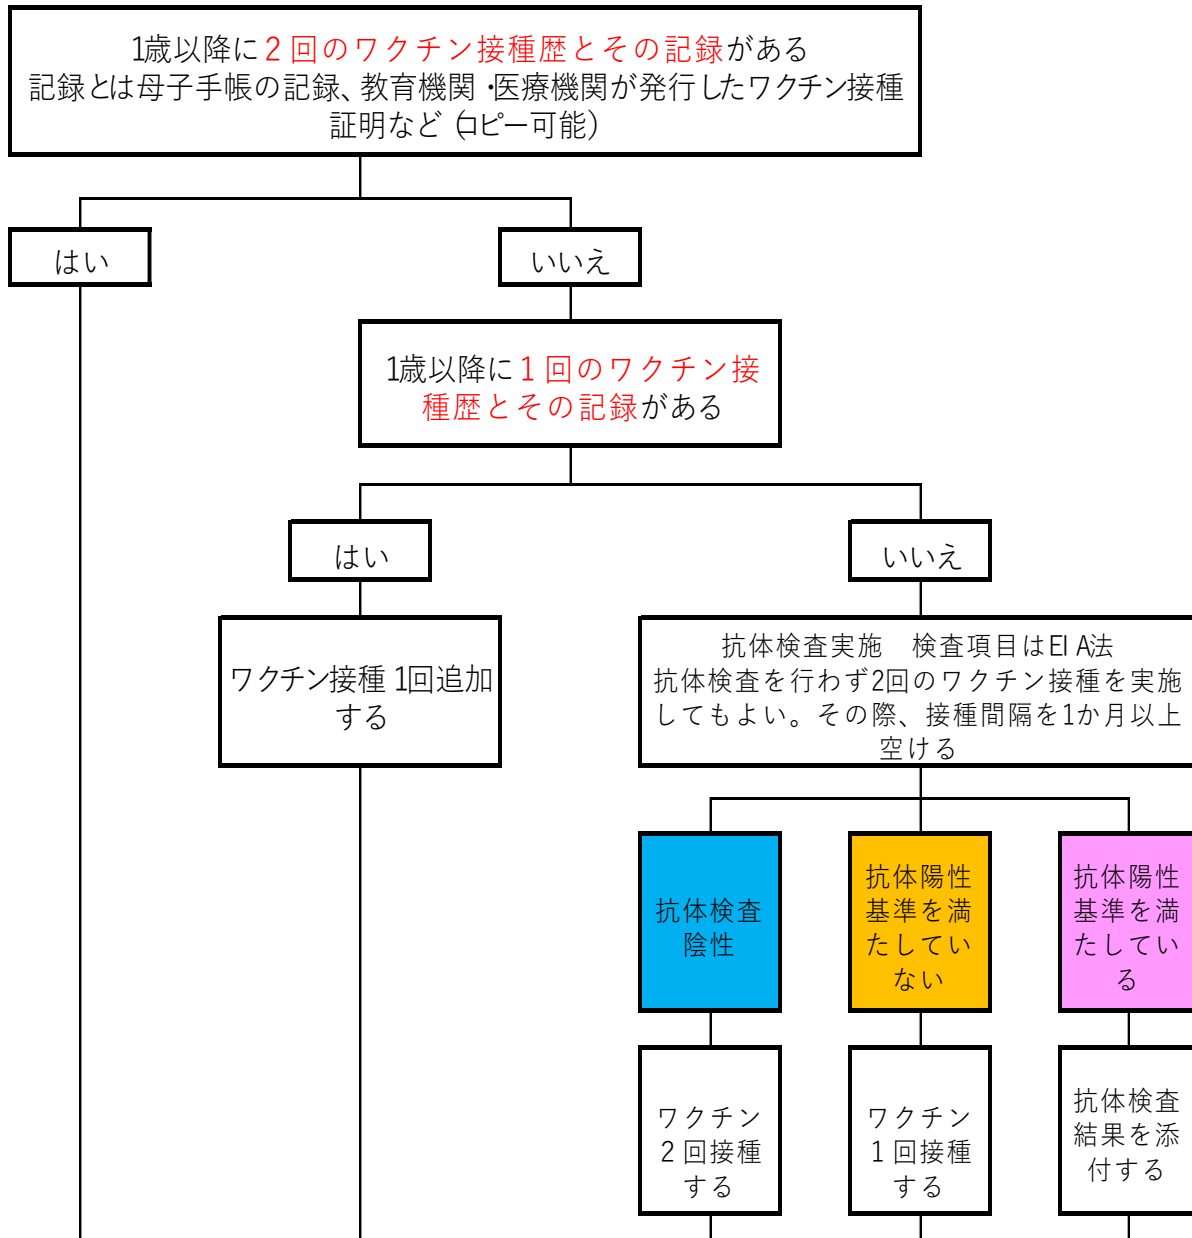 1歳以降に２回のワクチン接種歴とその記録がある
記録とは母子手帳の記録、教育機関・医療機関が発行したワクチン接種
証明など（コピー可能）
はい
いいえ
1歳以降に１回のワクチン接
種歴とその記録がある
はい
いいえ
ワクチン接種 1回追加
する
抗体検査実施　検査項目はEIA法
抗体検査を行わず2回のワクチン接種を実施
してもよい。その際、接種間隔を1か月以上
空ける
抗体検査
陰性
抗体陽性
基準を満
たしてい
ない
抗体陽性
基準を満
たしてい
る
ワクチン
２回接種
する
ワクチン
１回接種
する
抗体検査
結果を添
付する